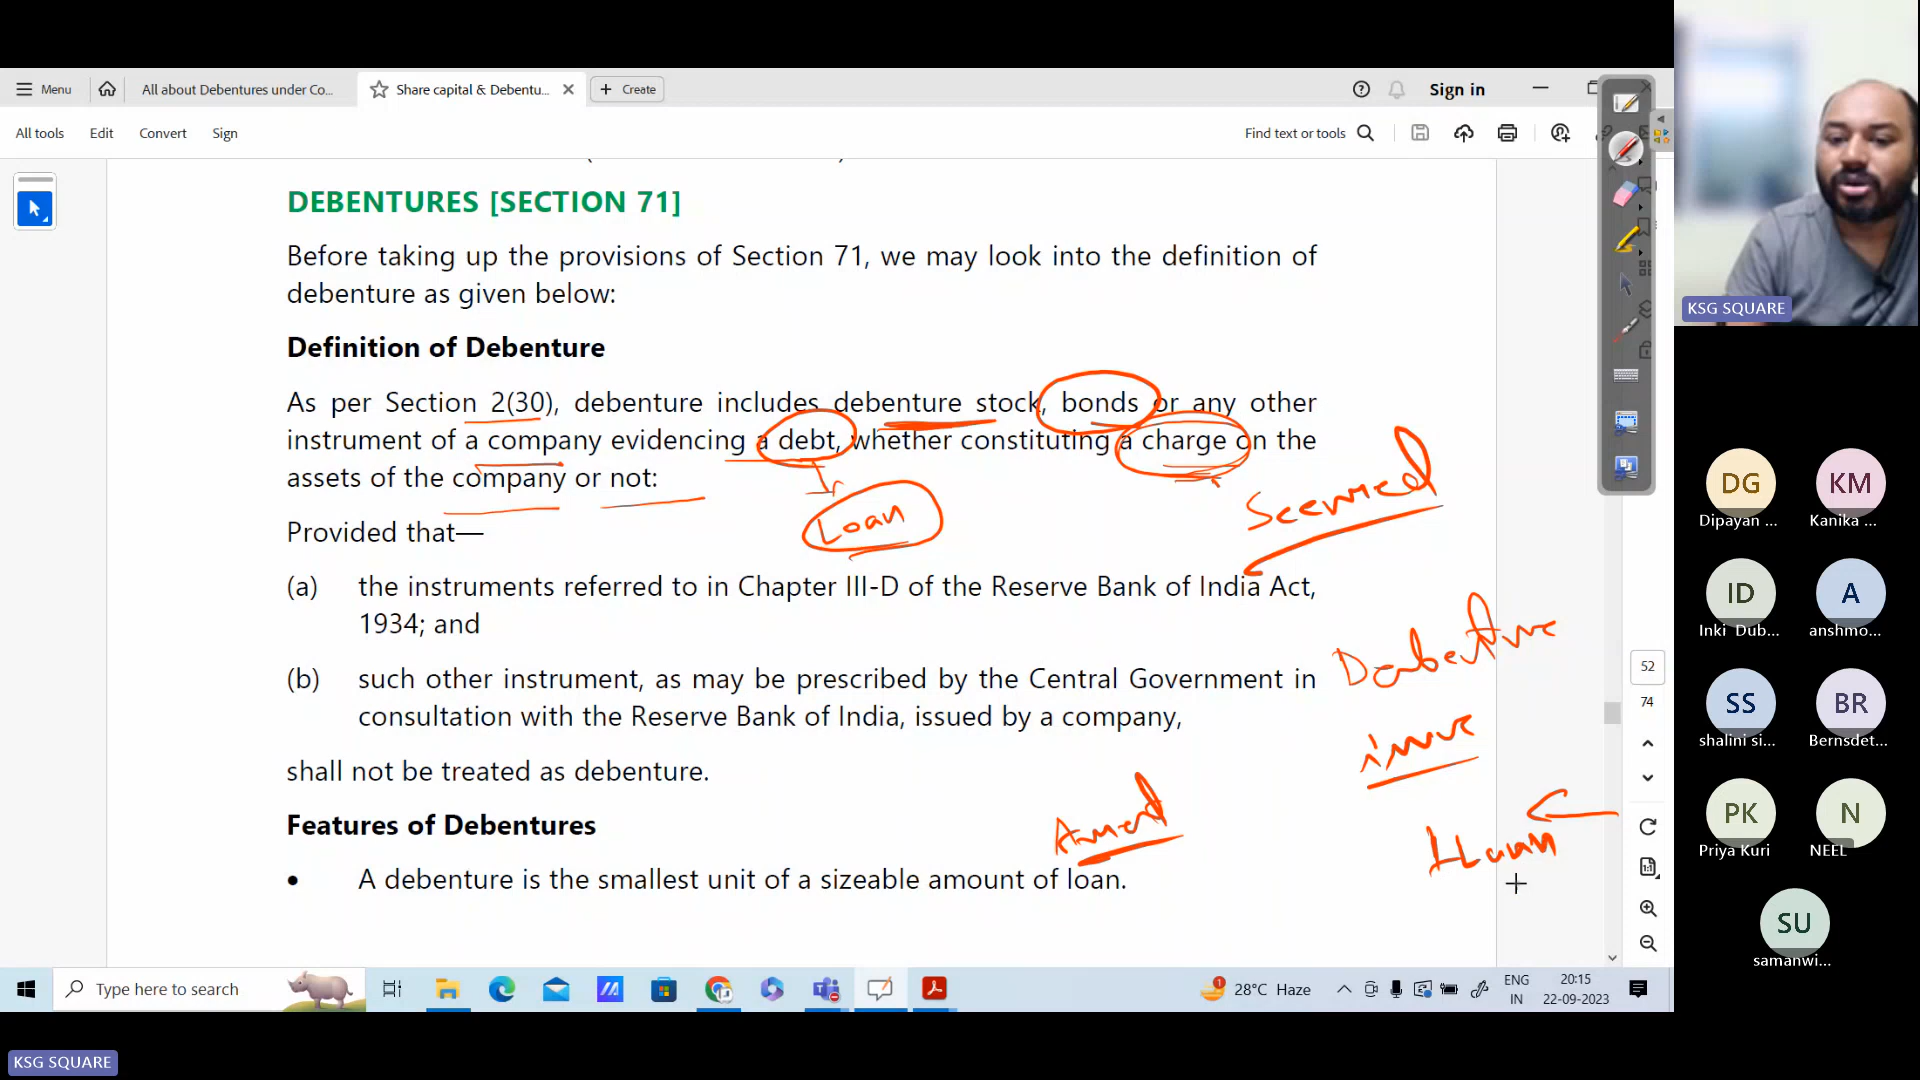 Menu
All about Debentures under Co...
Share capital & Debentu...
Create
Sign in
All tools
Edit
Convert
Sign
Find text or tools
DEBENTURES [SECTION 71]
Before taking up the provisions of Section 71, we may look into the definition of
debenture as given below:
Definition of Debenture
As per Section 2(30), debenture includes debenture stock, bonds or any other
instrument of a company evidencing a debt, whether constituting a charge on the
assets of the company or not:
Secured
Loan
Provided that—
(a) the instruments referred to in Chapter III-D of the Reserve Bank of India Act,
1934; and
Debenture
(b) such other instrument, as may be prescribed by the Central Government in
consultation with the Reserve Bank of India, issued by a company,
shall not be treated as debenture.
Features of Debentures
• A debenture is the smallest unit of a sizeable amount of loan.
52
74
1:1
KSG SQUARE
DG
Dipayan ...
KM
Kanika ...
ID
Inki Dub...
A
anshmo...
SS
shalini si...
BR
Bernsdet...
PK
Priya Kuri
N
NEEL
SU
samanwi...
Type here to search
1
28°C Haze
ENG
IN
20:15
22-09-2023
KSG SQUARE